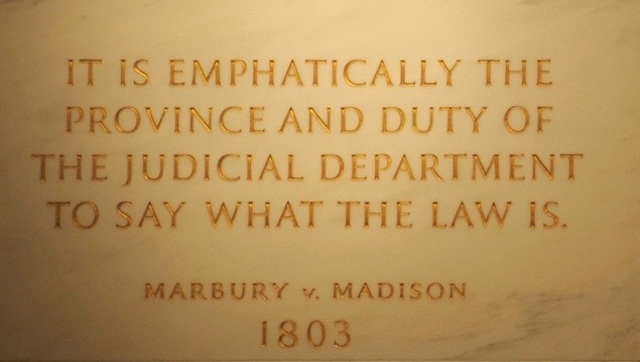 IT IS EMPHATICALLY THE
PROVINCE AND DUTY OF
THE JUDICIAL DEPARTMENT
TO SAY WHAT THE LAW IS.
MARBURY v. MADISON
1803